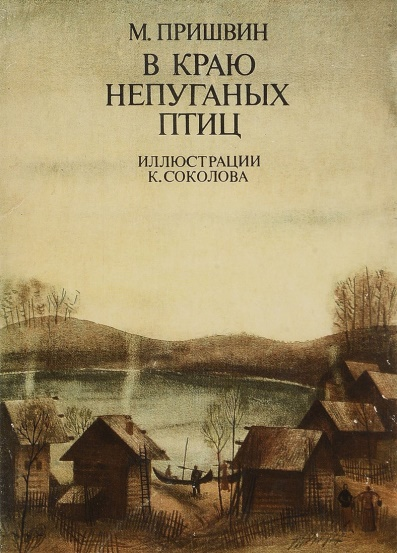 М. ПРИШВИН
В КРАЮ
НЕПУГАНЫХ
ПТИЦ
ИЛЛЮСТРАЦИИ
К. СОКОЛОВА